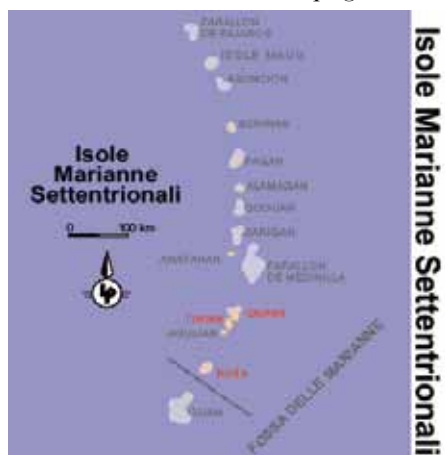 FARALLON
DE PAJAROS
ISOLE MAUG
ASUNCION
AGRIHAN
PAGAN
Isole
Marianne
Settentrionali
ALAMAGAN
GUGUAN
0 100 km
SARIGAN
ANATAHAN
FARALLON
DE MEDINILLA
TINIAN
SAIPAN
AGUIJAN
ROTA
GUAM
FOSSA DELLE MARIANNE
Isole Marianne Settentrionali